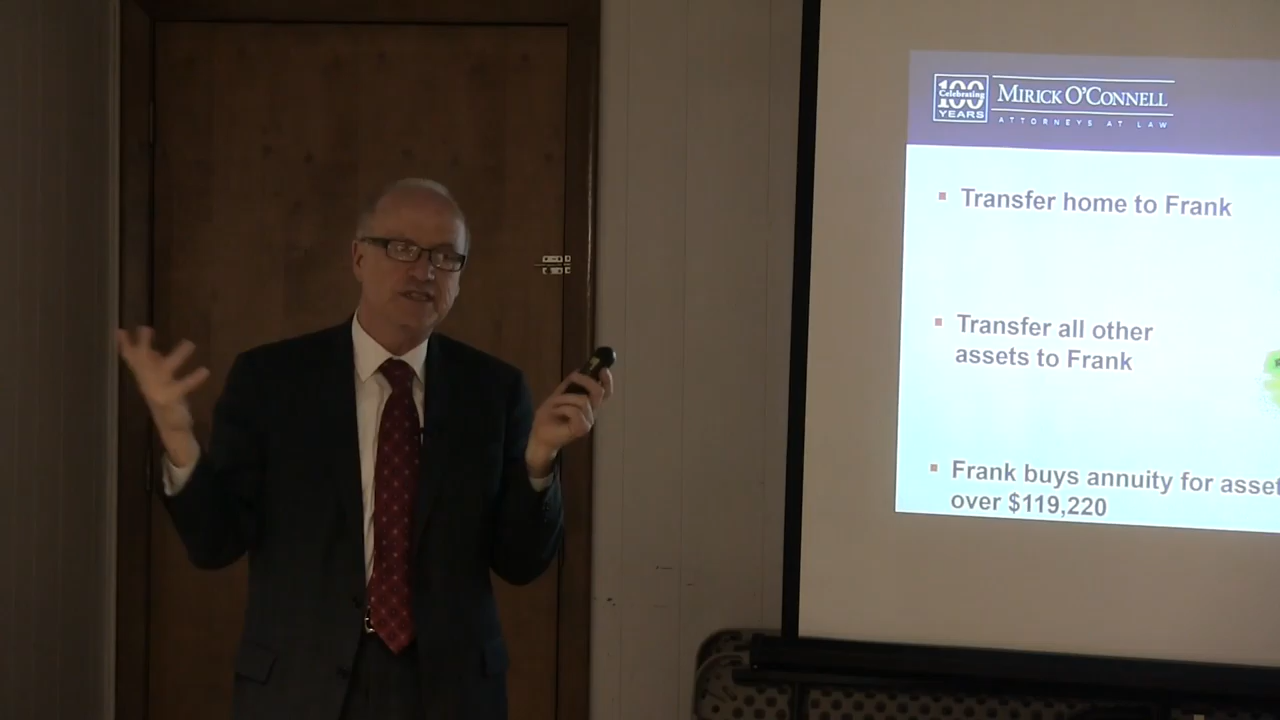 Celebrating
100
YEARS
MIRICK O'CONNELL
ATTORNEYS AT LAW
Transfer home to Frank
Transfer all other
assets to Frank
Frank buys annuity for
over $119,220